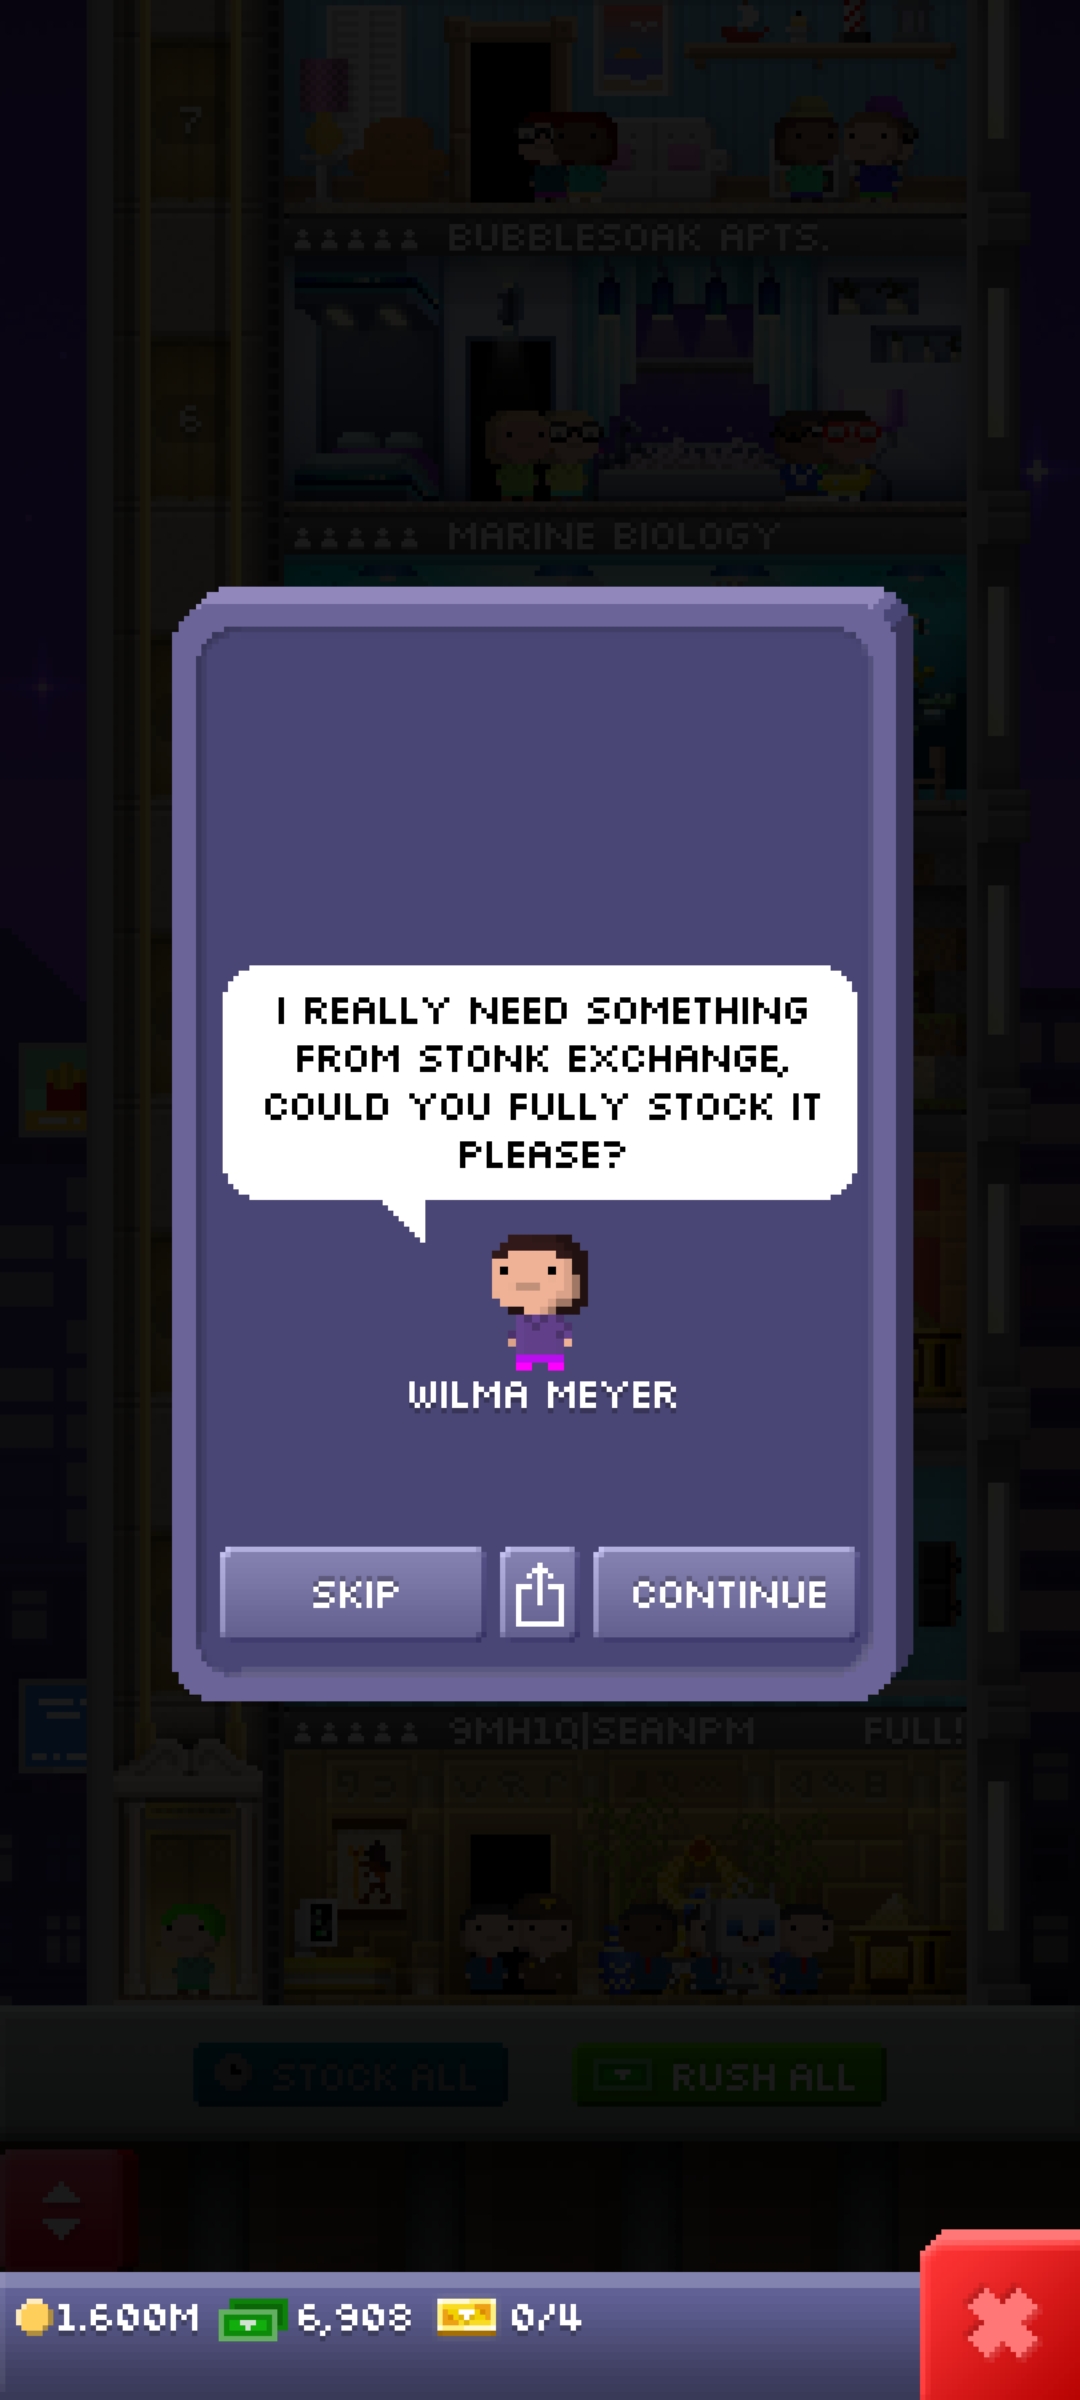 7
BUBBLESOAK APTS.
6
MARINE BIOLOGY
I REALLY NEED SOMETHING
FROM STONK EXCHANGE,
COULD YOU FULLY STOCK IT
PLEASE?
WILMA MEYER
SKIP
CONTINUE
9MH1Q|SEANPM FULL!
STOCK ALL
RUSH ALL
1.600M 6,908 0/4